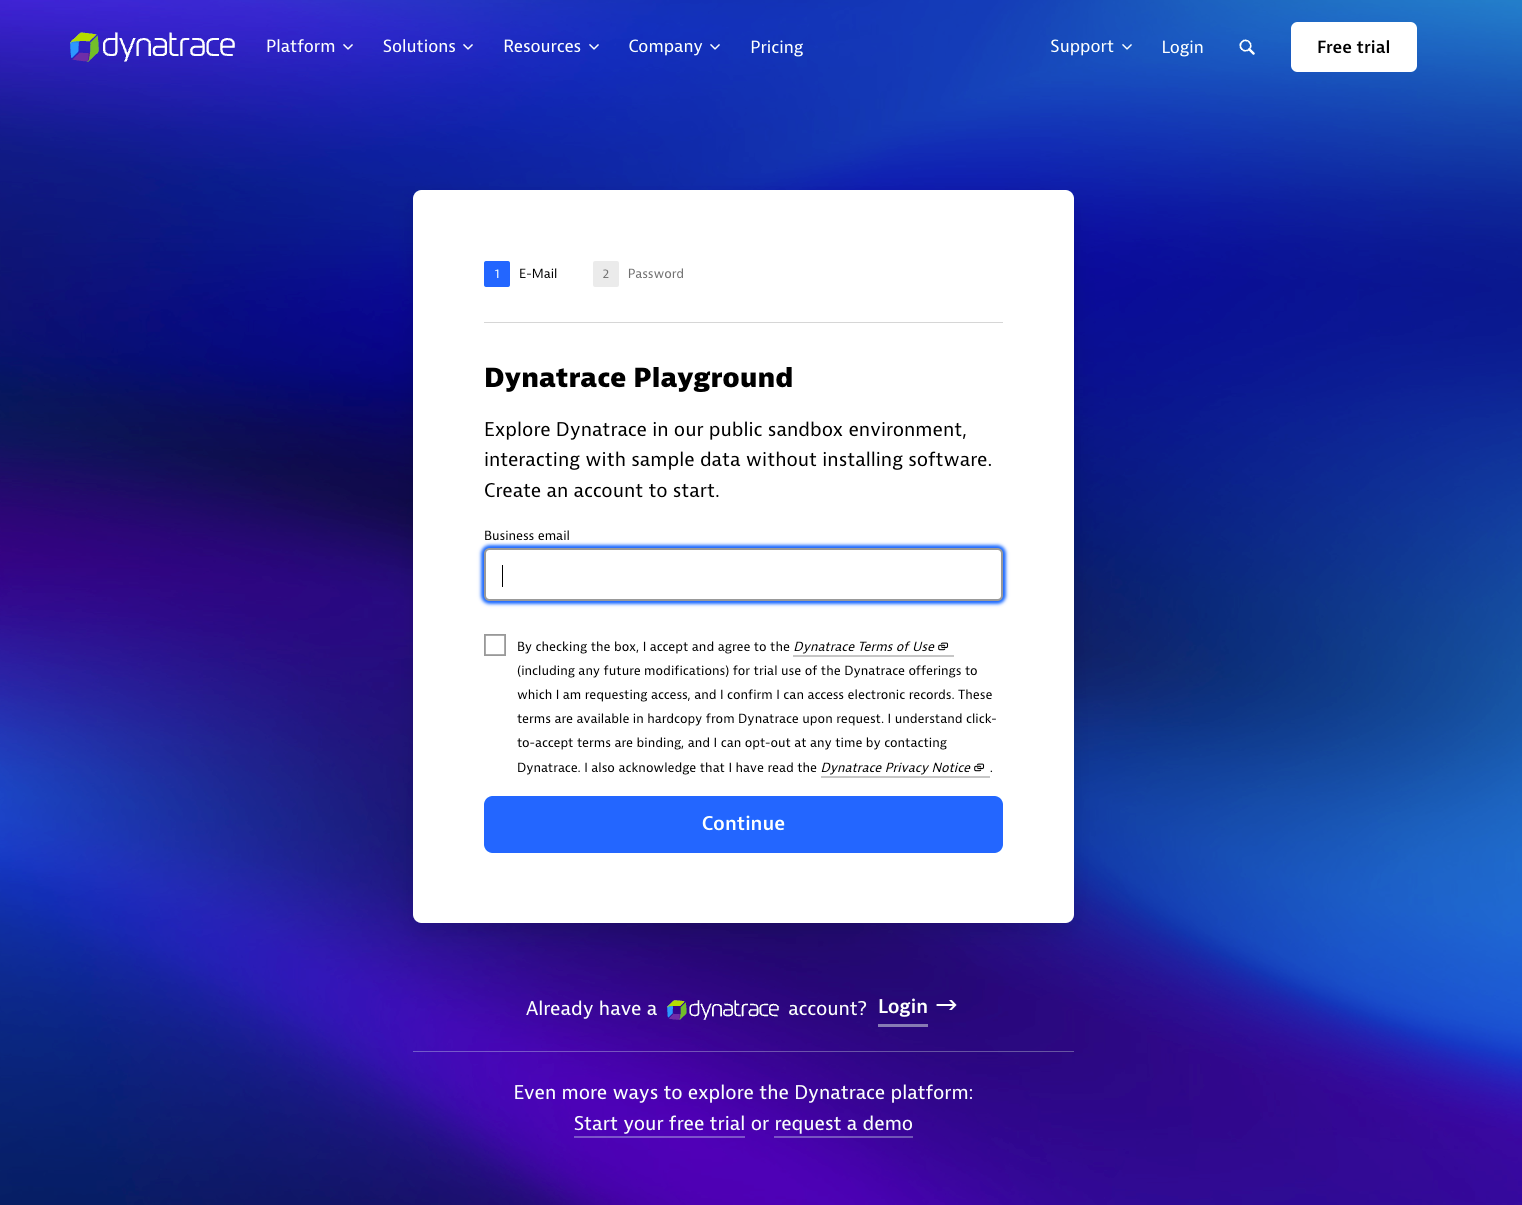 dynatrace Platform Solutions Resources Company Pricing Support Login Free trial
1 E-Mail 2 Password
Dynatrace Playground
Explore Dynatrace in our public sandbox environment,
interacting with sample data without installing software.
Create an account to start.
Business email
By checking the box, I accept and agree to the Dynatrace Terms of Use
(including any future modifications) for trial use of the Dynatrace offerings to
which I am requesting access, and I confirm I can access electronic records. These
terms are available in hardcopy from Dynatrace upon request. I understand click-
to-accept terms are binding, and I can opt-out at any time by contacting
Dynatrace. I also acknowledge that I have read the Dynatrace Privacy Notice .
Continue
Already have a dynatrace account? Login →
Even more ways to explore the Dynatrace platform:
Start your free trial or request a demo